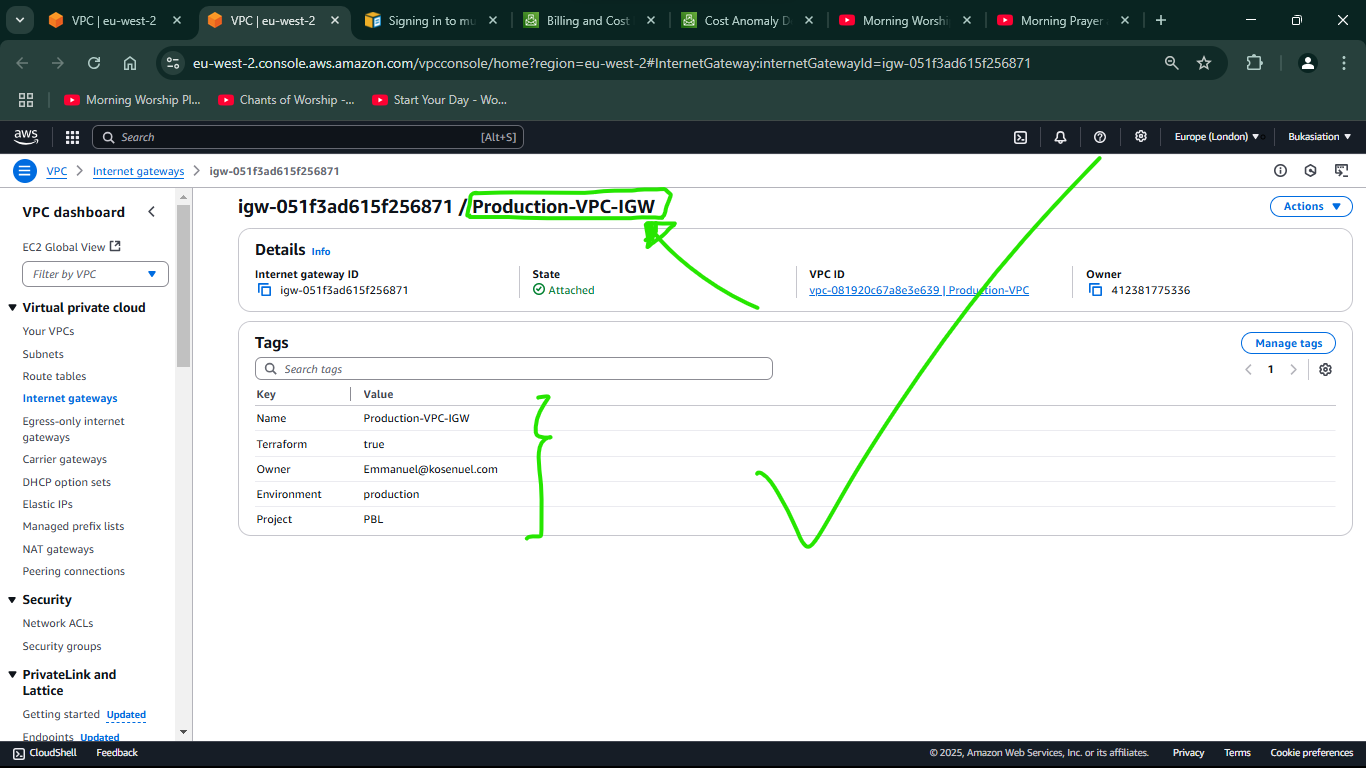 VPC | eu-west-2
VPC | eu-west-2
Signing in to mu
Billing and Cost
Cost Anomaly D
Morning Worshi
Morning Prayer
eu-west-2.console.aws.amazon.com/vpcconsole/home?region=eu-west-2#InternetGateway:internetGatewayId=igw-051f3ad615f256871
Morning Worship Pl...
Chants of Worship -...
Start Your Day - Wo...
aws
Search
[Alt+S]
Europe (London)
Bukasiation
VPC
Internet gateways
igw-051f3ad615f256871
VPC dashboard
EC2 Global View
Filter by VPC
Virtual private cloud
Your VPCs
Subnets
Route tables
Internet gateways
Egress-only internet
gateways
Carrier gateways
DHCP option sets
Elastic IPs
Managed prefix lists
NAT gateways
Peering connections
Security
Network ACLs
Security groups
PrivateLink and
Lattice
Getting started Updated
Endpoints Updated
igw-051f3ad615f256871 / Production-VPC-IGW
Actions
Details Info
Internet gateway ID
igw-051f3ad615f256871
State
Attached
VPC ID
vpc-081920c67a8e3e639 | Production-VPC
Owner
412381775336
Tags
Manage tags
Search tags
1
Key Value
Name Production-VPC-IGW
Terraform true
Owner Emmanuel@kosenuel.com
Environment production
Project PBL
CloudShell
Feedback
© 2025, Amazon Web Services, Inc. or its affiliates.
Privacy
Terms
Cookie preferences